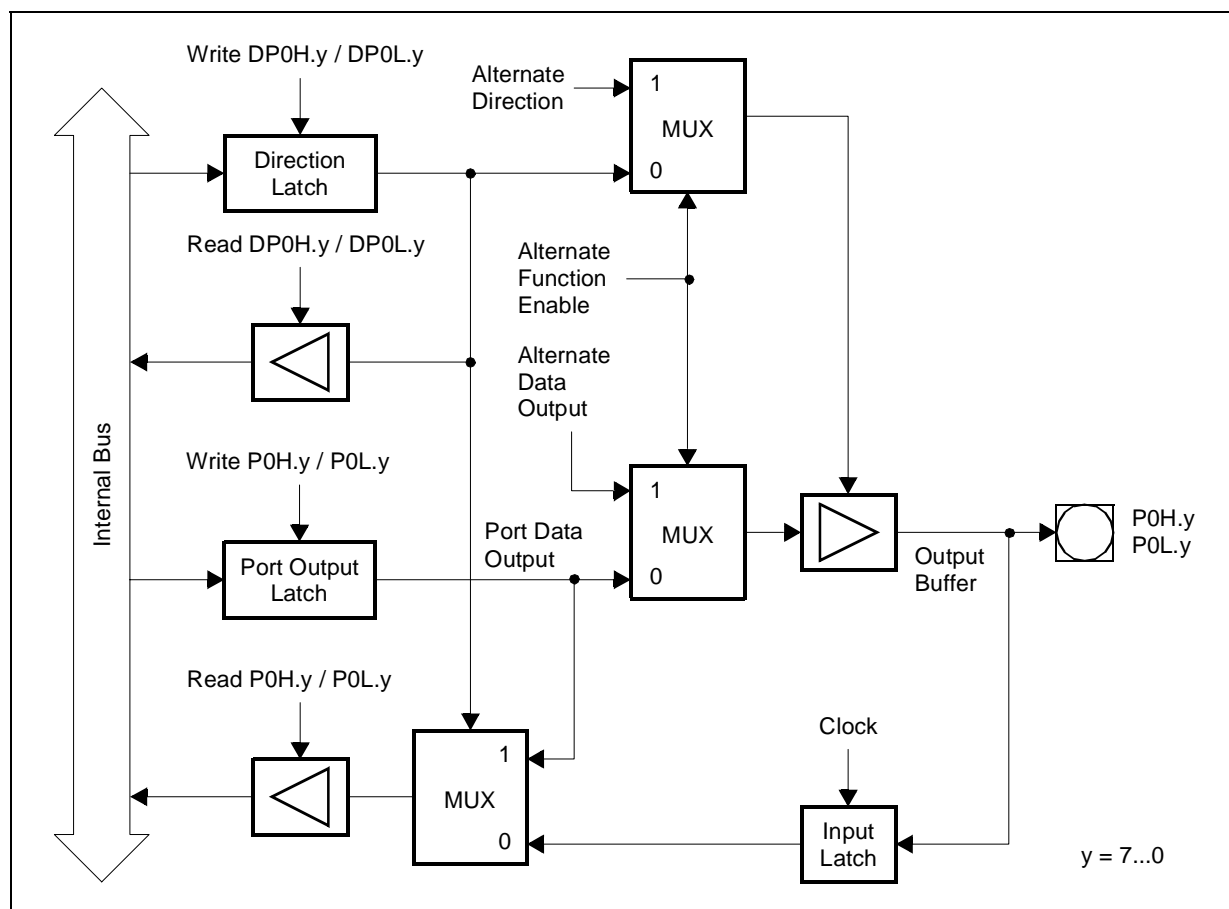 Write DP0H.y / DP0L.y
Alternate
Direction
1
MUX
0
Direction
Latch
Read DP0H.y / DP0L.y
Alternate
Function
Enable
Alternate
Data
Output
Internal Bus
Write P0H.y / P0L.y
1
MUX
0
Port Data
Output
Port Output
Latch
Output
Buffer
P0H.y
P0L.y
Read P0H.y / P0L.y
1
MUX
0
Clock
Input
Latch
y = 7...0